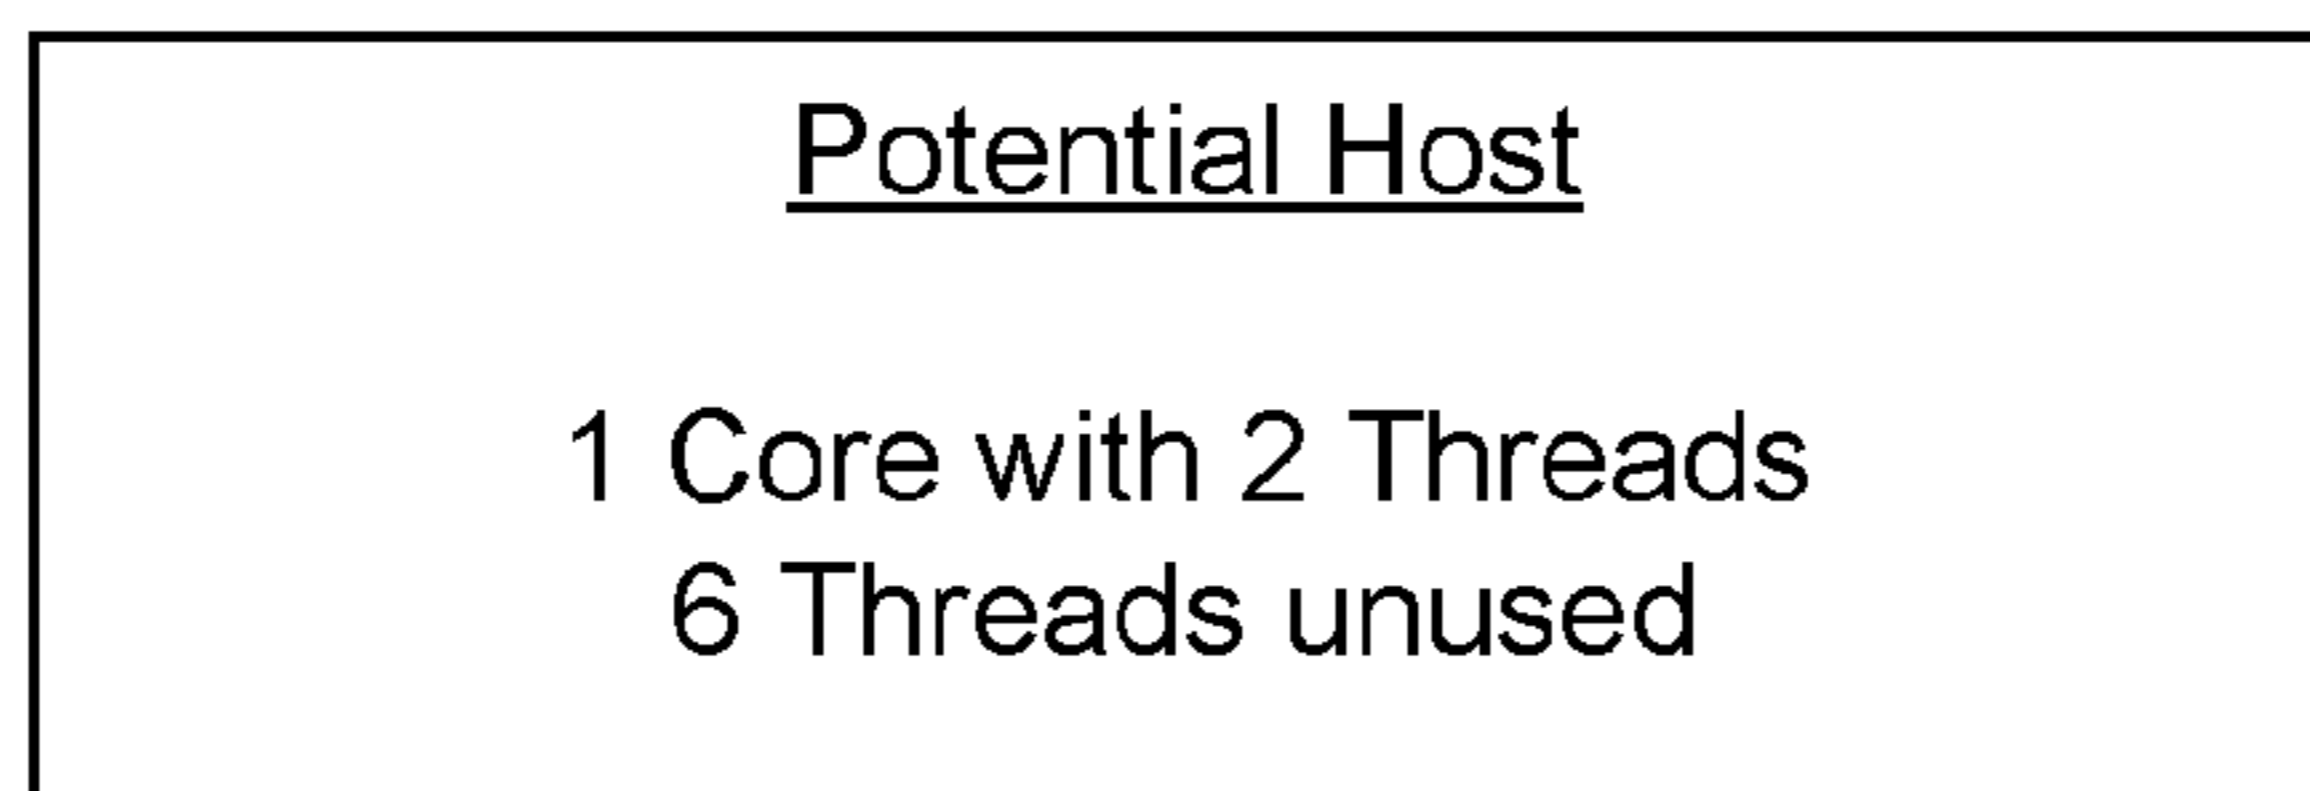 Potential Host
1 Core with 2 Threads
6 Threads unused